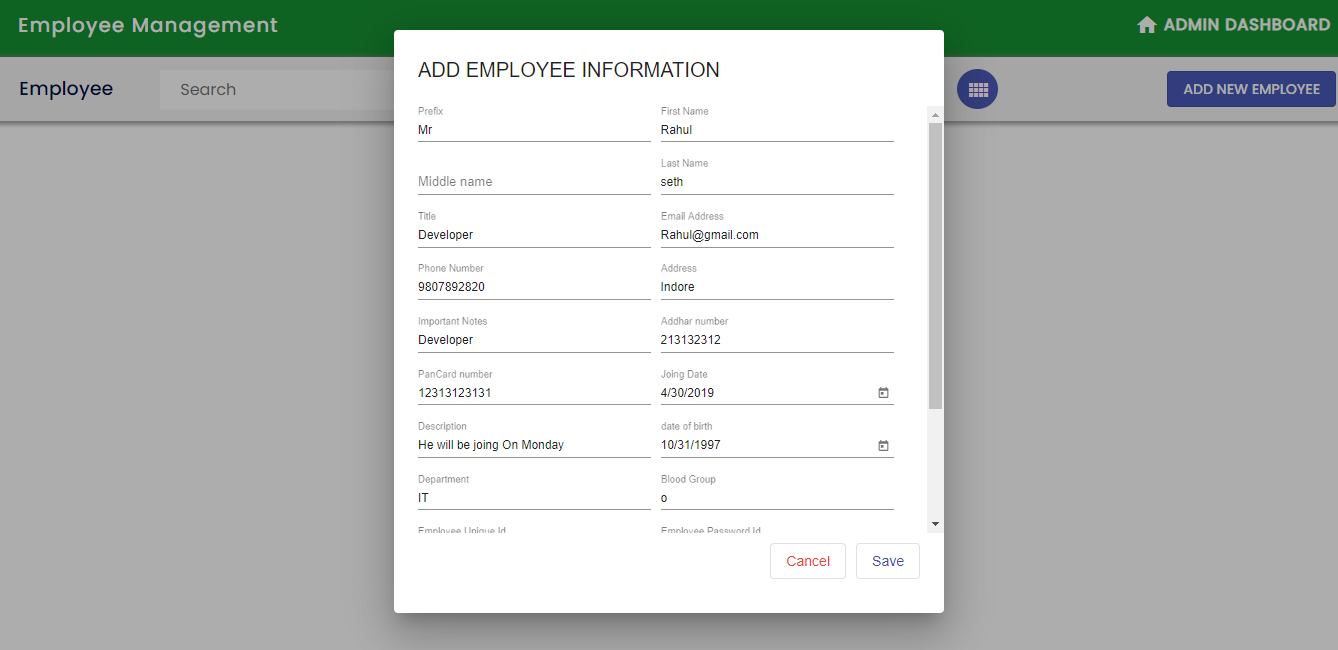 Employee Management
ADMIN DASHBOARD
Employee
Search
ADD NEW EMPLOYEE
ADD EMPLOYEE INFORMATION
Prefix First Name
Mr Rahul
Last Name
Middle name seth
Title Email Address
Developer Rahul@gmail.com
Phone Number Address
9807892820 Indore
Important Notes Addhar number
Developer 213132312
PanCard number Joing Date
12313123131 4/30/2019
Description date of birth
He will be joing On Monday 10/31/1997
Department Blood Group
IT o
Employee Unique Id Employee Password Id
Cancel Save